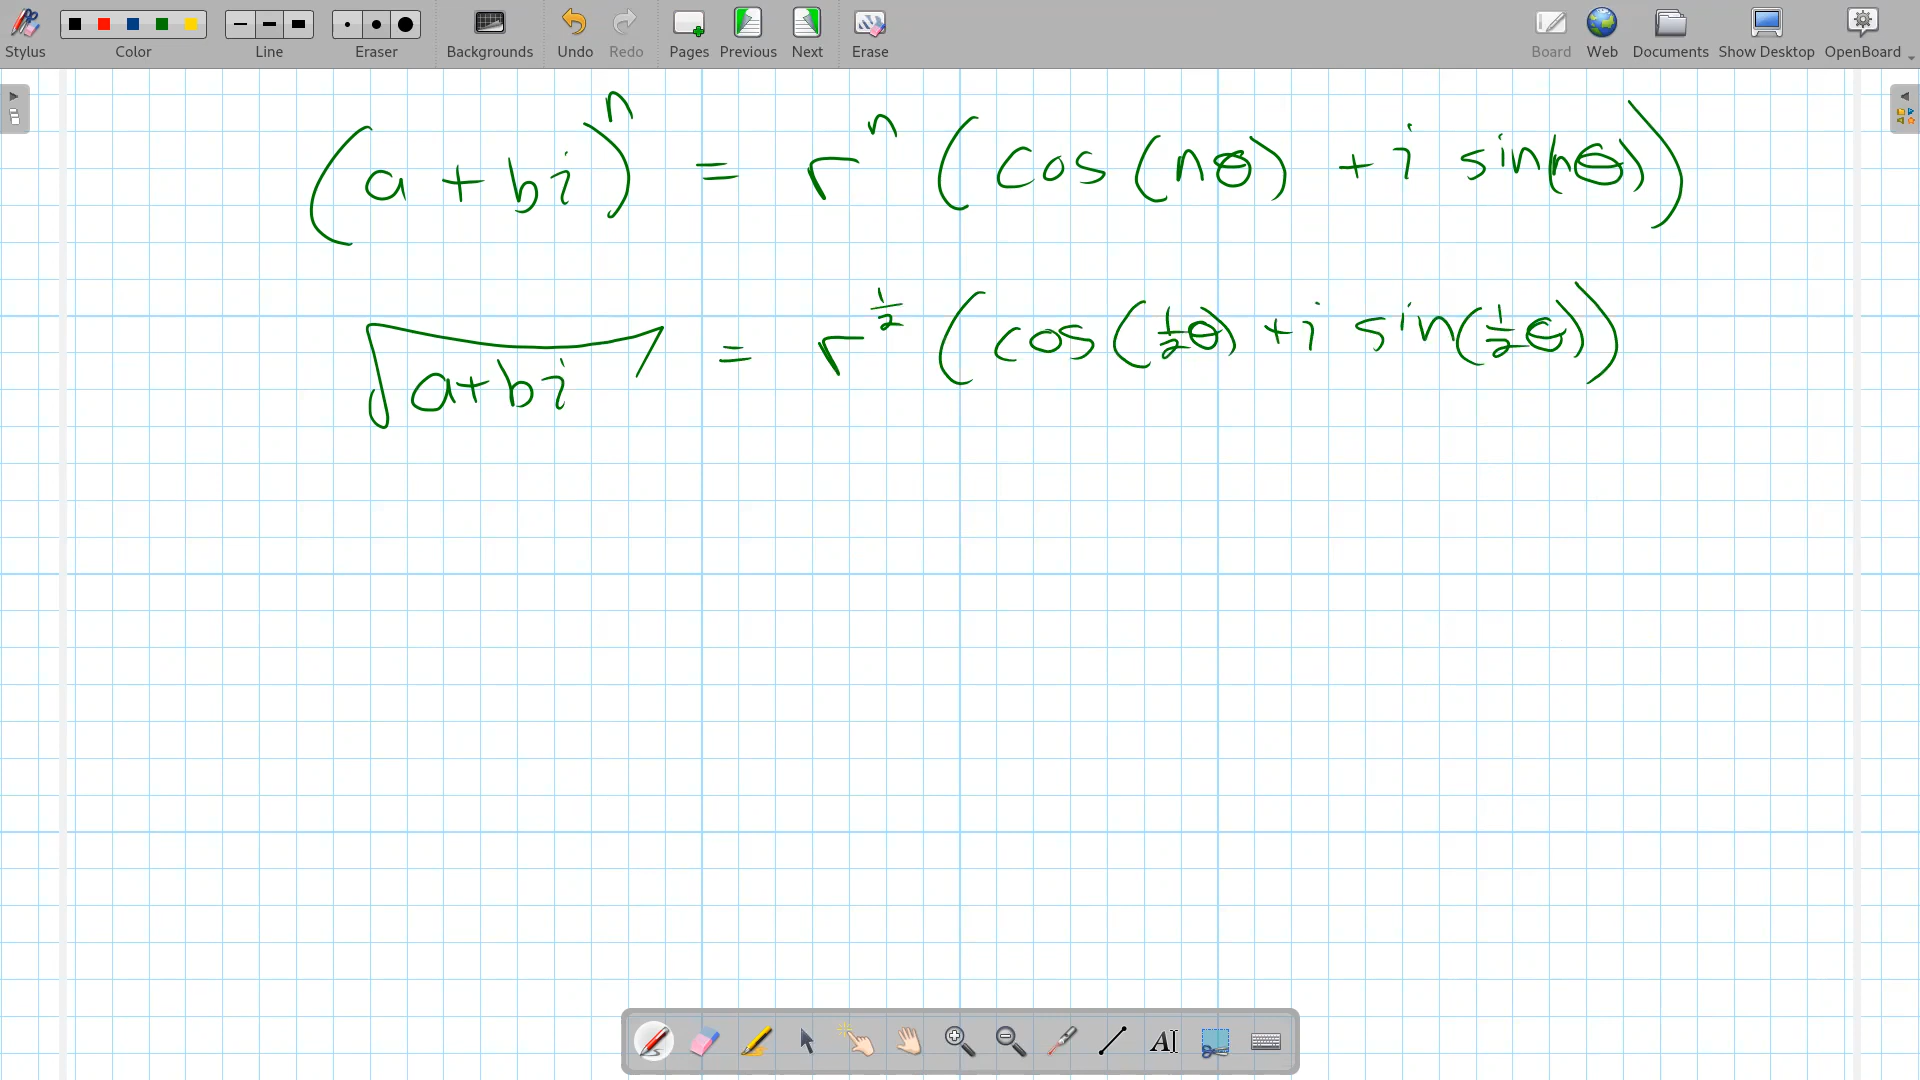 Stylus Color Line Eraser Backgrounds Undo Redo Pages Previous Next Erase Board Web Documents Show Desktop OpenBoard
(a + bi)^n = r^n (cos(nθ) + i sin(nθ))
√a+bi = r^½ (cos(½θ) + i sin(½θ))
AI